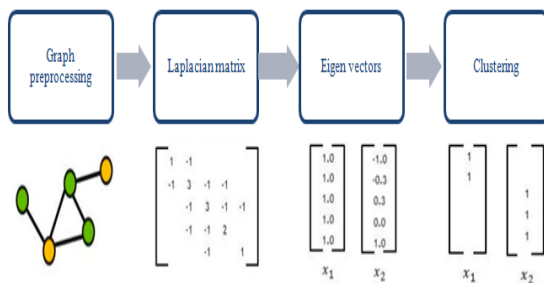 Graph
preprocessing
Laplacian matrix
Eigen vectors
Clustering
1 -1
-1 3 -1 -1
-1 3 -1 -1
-1 -1 2
-1 1
1.0
1.0
1.0
1.0
1.0
x₁
-1.0
-0.3
0.3
0.0
1.0
x₂
1
1
x₁
1
1
1
x₂